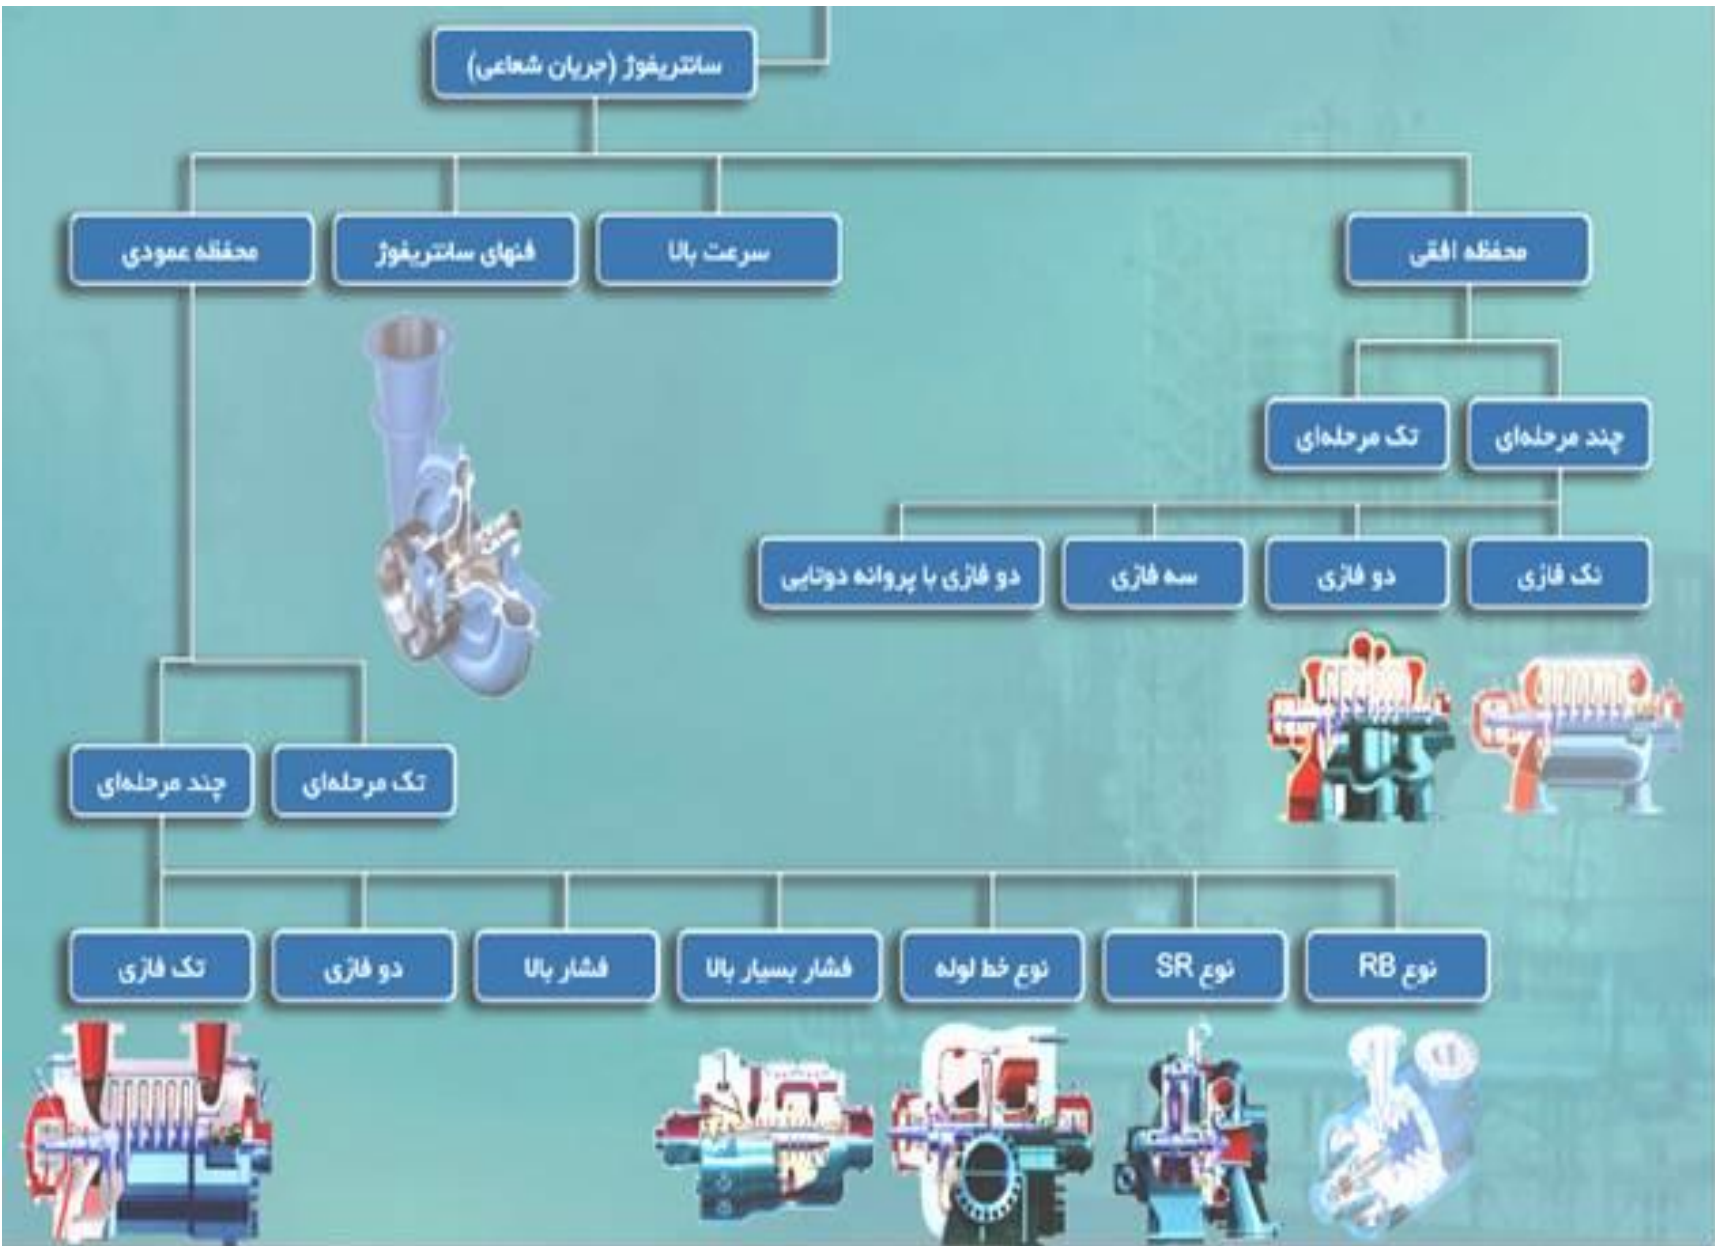 سانتریفوژ (جریان شعاعی)
محفظه افقی
سرعت بالا
فنهای سانتریفوژ
محفظه عمودی
چند مرحله‌ای
تک مرحله‌ای
تک فازی
دو فازی
سه فازی
دو فازی با پروانه دوتایی
تک مرحله‌ای
چند مرحله‌ای
نوع RB
نوع SR
نوع خط لوله
فشار بسیار بالا
فشار بالا
دو فازی
تک فازی